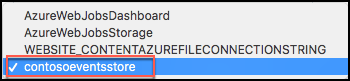 AzureWebJobsDashboard
AzureWebJobsStorage
WEBSITE_CONTENTAZUREFILECONNECTIONSTRING
✓ contosoeventsstore